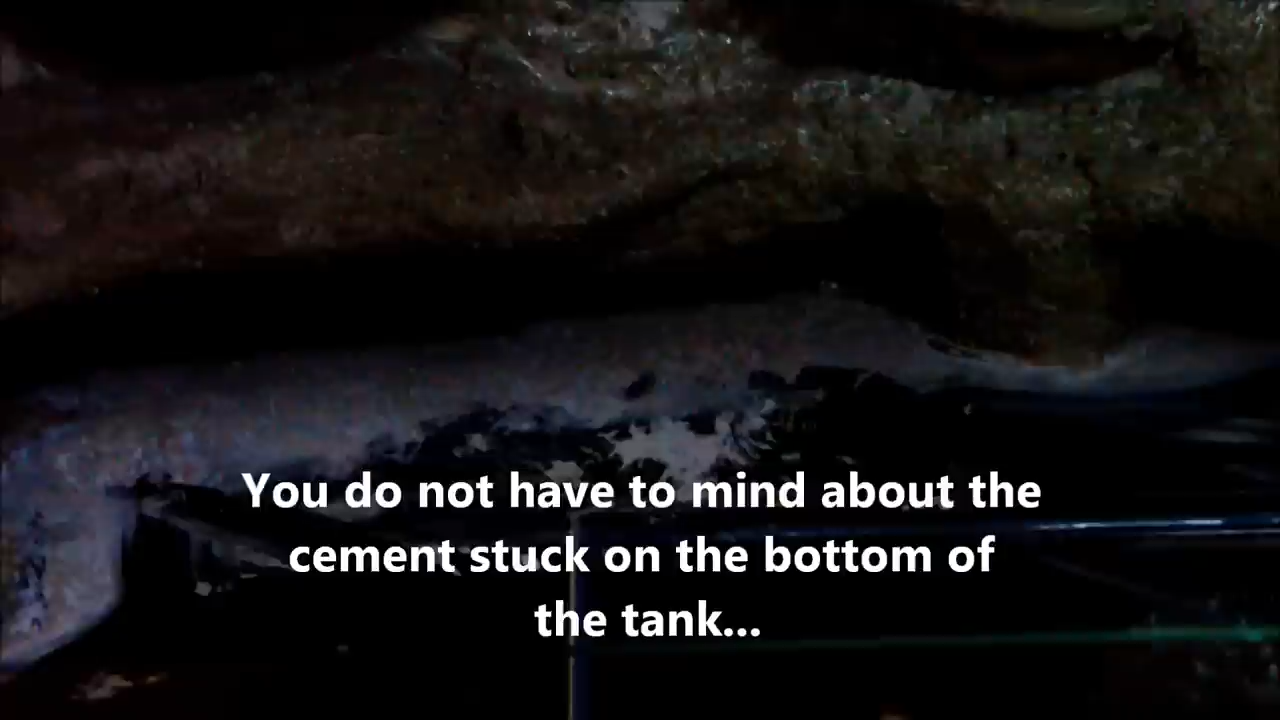 You do not have to mind about the
cement stuck on the bottom of
the tank...